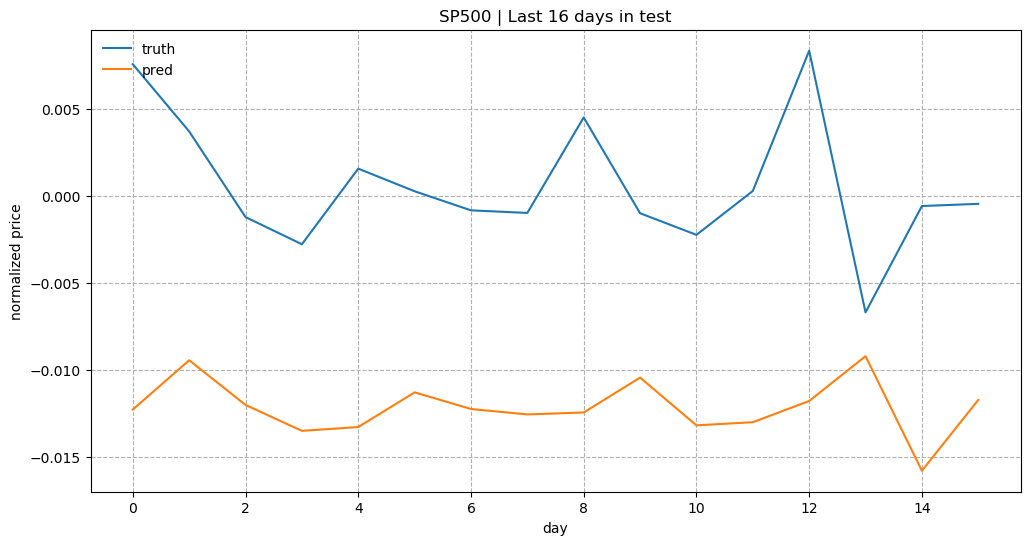 SP500 | Last 16 days in test
truth
pred
0.005
0.000
−0.005
−0.010
−0.015
normalized price
0 2 4 6 8 10 12 14
day